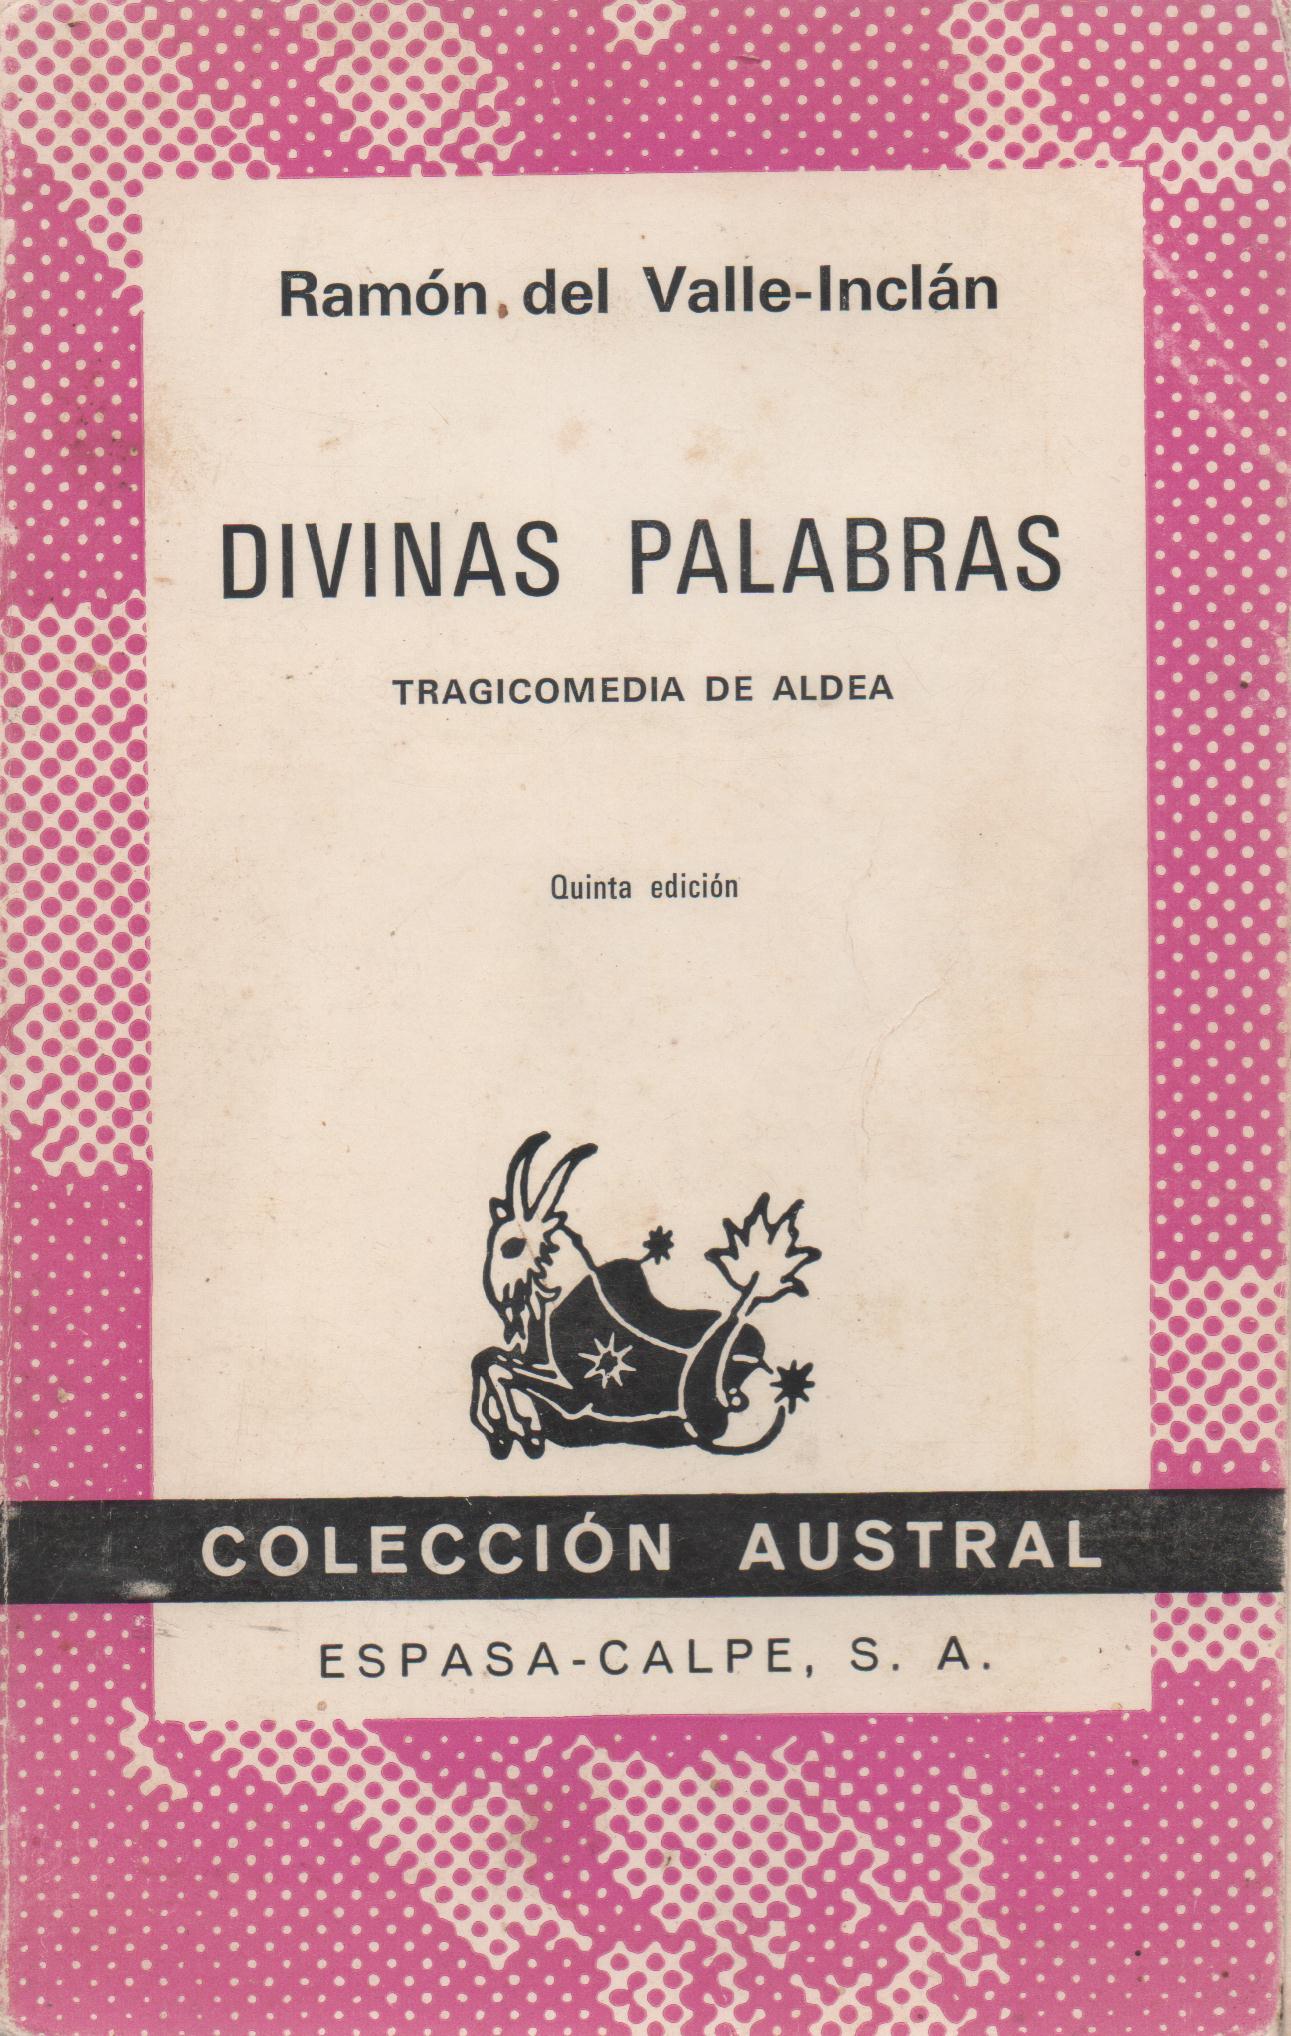 Ramón del Valle-Inclán
DIVINAS PALABRAS
TRAGICOMEDIA DE ALDEA
Quinta edición
COLECCIÓN AUSTRAL
ESPASA-CALPE, S. A.